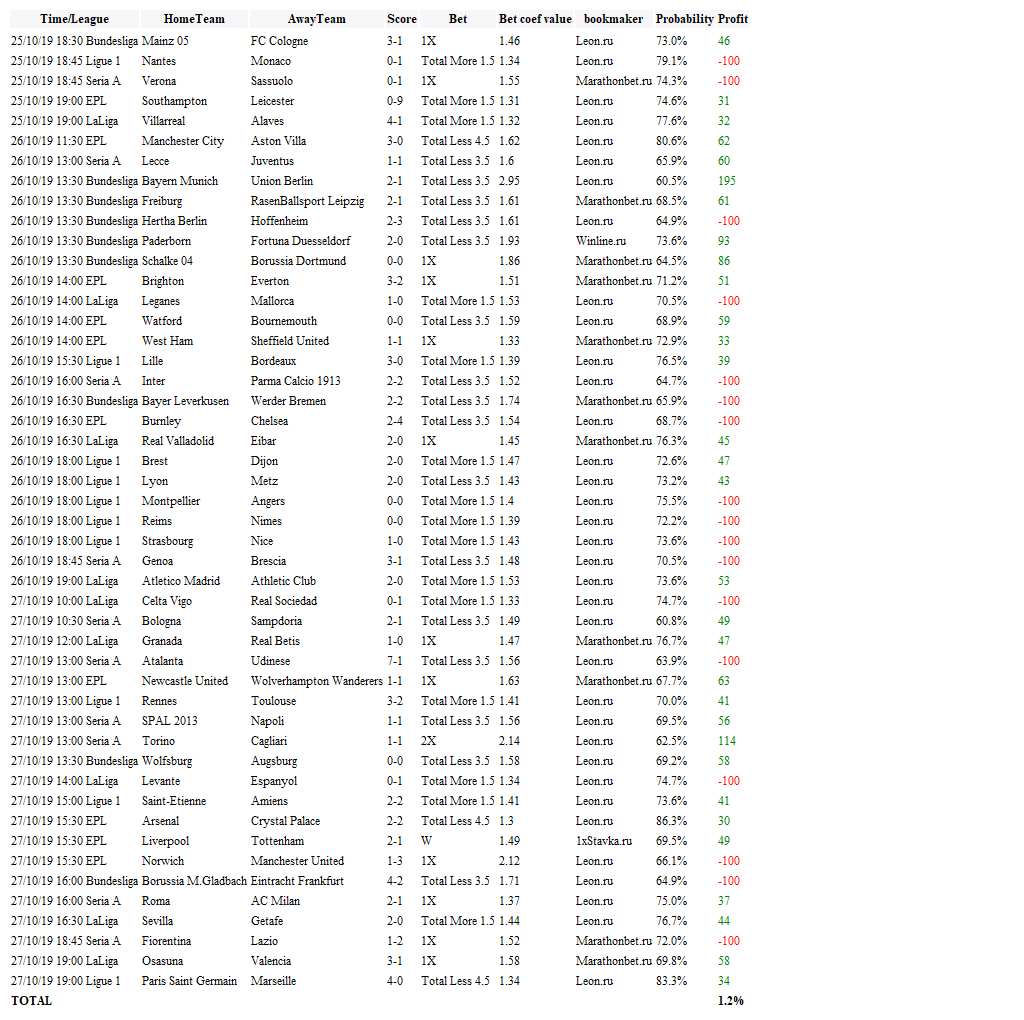 Time/League HomeTeam AwayTeam Score Bet Bet coef value bookmaker Probability Profit
25/10/19 18:30 Bundesliga Mainz 05 FC Cologne 3-1 1X 1.46 Leon.ru 73.0% 46
25/10/19 18:45 Ligue 1 Nantes Monaco 0-1 Total More 1.5 1.34 Leon.ru 79.1% -100
25/10/19 18:45 Seria A Verona Sassuolo 0-1 1X 1.55 Marathonbet.ru 74.3% -100
25/10/19 19:00 EPL Southampton Leicester 0-9 Total More 1.5 1.31 Leon.ru 74.6% 31
25/10/19 19:00 LaLiga Villarreal Alaves 4-1 Total More 1.5 1.32 Leon.ru 77.6% 32
26/10/19 11:30 EPL Manchester City Aston Villa 3-0 Total Less 4.5 1.62 Leon.ru 80.6% 62
26/10/19 13:00 Seria A Lecce Juventus 1-1 Total Less 3.5 1.6 Leon.ru 65.9% 60
26/10/19 13:30 Bundesliga Bayern Munich Union Berlin 2-1 Total Less 3.5 2.95 Leon.ru 60.5% 195
26/10/19 13:30 Bundesliga Freiburg RasenBallsport Leipzig 2-1 Total Less 3.5 1.61 Marathonbet.ru 68.5% 61
26/10/19 13:30 Bundesliga Hertha Berlin Hoffenheim 2-3 Total Less 3.5 1.61 Leon.ru 64.9% -100
26/10/19 13:30 Bundesliga Paderborn Fortuna Duesseldorf 2-0 Total Less 3.5 1.93 Winline.ru 73.6% 93
26/10/19 13:30 Bundesliga Schalke 04 Borussia Dortmund 0-0 1X 1.86 Marathonbet.ru 64.5% 86
26/10/19 14:00 EPL Brighton Everton 3-2 1X 1.51 Marathonbet.ru 71.2% 51
26/10/19 14:00 LaLiga Leganes Mallorca 1-0 Total More 1.5 1.53 Leon.ru 70.5% -100
26/10/19 14:00 EPL Watford Bournemouth 0-0 Total Less 3.5 1.59 Leon.ru 68.9% 59
26/10/19 14:00 EPL West Ham Sheffield United 1-1 1X 1.33 Marathonbet.ru 72.9% 33
26/10/19 15:30 Ligue 1 Lille Bordeaux 3-0 Total More 1.5 1.39 Leon.ru 76.5% 39
26/10/19 16:00 Seria A Inter Parma Calcio 1913 2-2 Total Less 3.5 1.52 Leon.ru 64.7% -100
26/10/19 16:30 Bundesliga Bayer Leverkusen Werder Bremen 2-2 Total Less 3.5 1.74 Marathonbet.ru 65.9% -100
26/10/19 16:30 EPL Burnley Chelsea 2-4 Total Less 3.5 1.54 Leon.ru 68.7% -100
26/10/19 16:30 LaLiga Real Valladolid Eibar 2-0 1X 1.45 Marathonbet.ru 76.3% 45
26/10/19 18:00 Ligue 1 Brest Dijon 2-0 Total More 1.5 1.47 Leon.ru 72.6% 47
26/10/19 18:00 Ligue 1 Lyon Metz 2-0 Total Less 3.5 1.43 Leon.ru 73.2% 43
26/10/19 18:00 Ligue 1 Montpellier Angers 0-0 Total More 1.5 1.4 Leon.ru 75.5% -100
26/10/19 18:00 Ligue 1 Reims Nimes 0-0 Total More 1.5 1.39 Leon.ru 72.2% -100
26/10/19 18:00 Ligue 1 Strasbourg Nice 1-0 Total More 1.5 1.43 Leon.ru 73.6% -100
26/10/19 18:45 Seria A Genoa Brescia 3-1 Total Less 3.5 1.48 Leon.ru 70.5% -100
26/10/19 19:00 LaLiga Atletico Madrid Athletic Club 2-0 Total More 1.5 1.53 Leon.ru 73.6% 53
27/10/19 10:00 LaLiga Celta Vigo Real Sociedad 0-1 Total More 1.5 1.33 Leon.ru 74.7% -100
27/10/19 10:30 Seria A Bologna Sampdoria 2-1 Total Less 3.5 1.49 Leon.ru 60.8% 49
27/10/19 12:00 LaLiga Granada Real Betis 1-0 1X 1.47 Marathonbet.ru 76.7% 47
27/10/19 13:00 Seria A Atalanta Udinese 7-1 Total Less 3.5 1.56 Leon.ru 63.9% -100
27/10/19 13:00 EPL Newcastle United Wolverhampton Wanderers 1-1 1X 1.63 Marathonbet.ru 67.7% 63
27/10/19 13:00 Ligue 1 Rennes Toulouse 3-2 Total More 1.5 1.41 Leon.ru 70.0% 41
27/10/19 13:00 Seria A SPAL 2013 Napoli 1-1 Total Less 3.5 1.56 Leon.ru 69.5% 56
27/10/19 13:00 Seria A Torino Cagliari 1-1 2X 2.14 Leon.ru 62.5% 114
27/10/19 13:30 Bundesliga Wolfsburg Augsburg 0-0 Total Less 3.5 1.58 Leon.ru 69.2% 58
27/10/19 14:00 LaLiga Levante Espanyol 0-1 Total More 1.5 1.34 Leon.ru 74.7% -100
27/10/19 15:00 Ligue 1 Saint-Etienne Amiens 2-2 Total More 1.5 1.41 Leon.ru 73.6% 41
27/10/19 15:30 EPL Arsenal Crystal Palace 2-2 Total Less 4.5 1.3 Leon.ru 86.3% 30
27/10/19 15:30 EPL Liverpool Tottenham 2-1 W 1.49 1xStavka.ru 69.5% 49
27/10/19 15:30 EPL Norwich Manchester United 1-3 1X 2.12 Leon.ru 66.1% -100
27/10/19 16:00 Bundesliga Borussia M.Gladbach Eintracht Frankfurt 4-2 Total Less 3.5 1.71 Leon.ru 64.9% -100
27/10/19 16:00 Seria A Roma AC Milan 2-1 1X 1.37 Leon.ru 75.0% 37
27/10/19 16:30 LaLiga Sevilla Getafe 2-0 Total More 1.5 1.44 Leon.ru 76.7% 44
27/10/19 18:45 Seria A Fiorentina Lazio 1-2 1X 1.52 Marathonbet.ru 72.0% -100
27/10/19 19:00 LaLiga Osasuna Valencia 3-1 1X 1.58 Marathonbet.ru 69.8% 58
27/10/19 19:00 Ligue 1 Paris Saint Germain Marseille 4-0 Total Less 4.5 1.34 Leon.ru 83.3% 34
TOTAL 1.2%